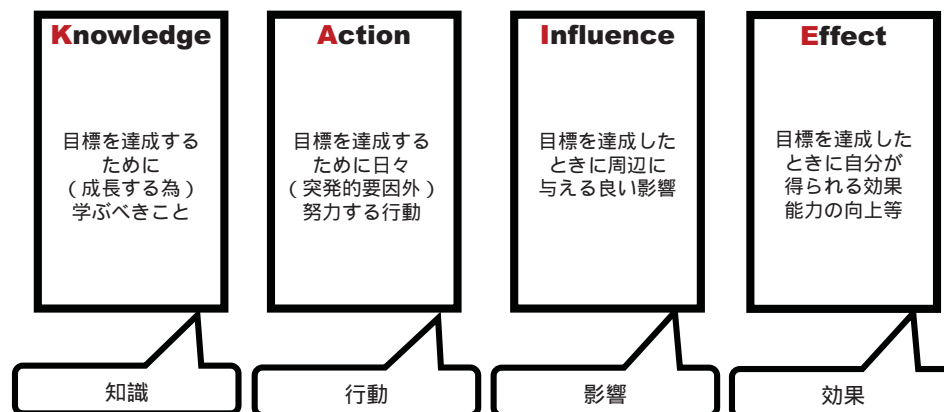 Knowledge
目標を達成する
ために
(成長する為)
学ぶべきこと
知識
Action
目標を達成する
ために日々
(突発的要因外)
努力する行動
行動
Influence
目標を達成した
ときに周辺に
与える良い影響
影響
Effect
目標を達成した
ときに自分が
得られる効果
能力の向上等
効果